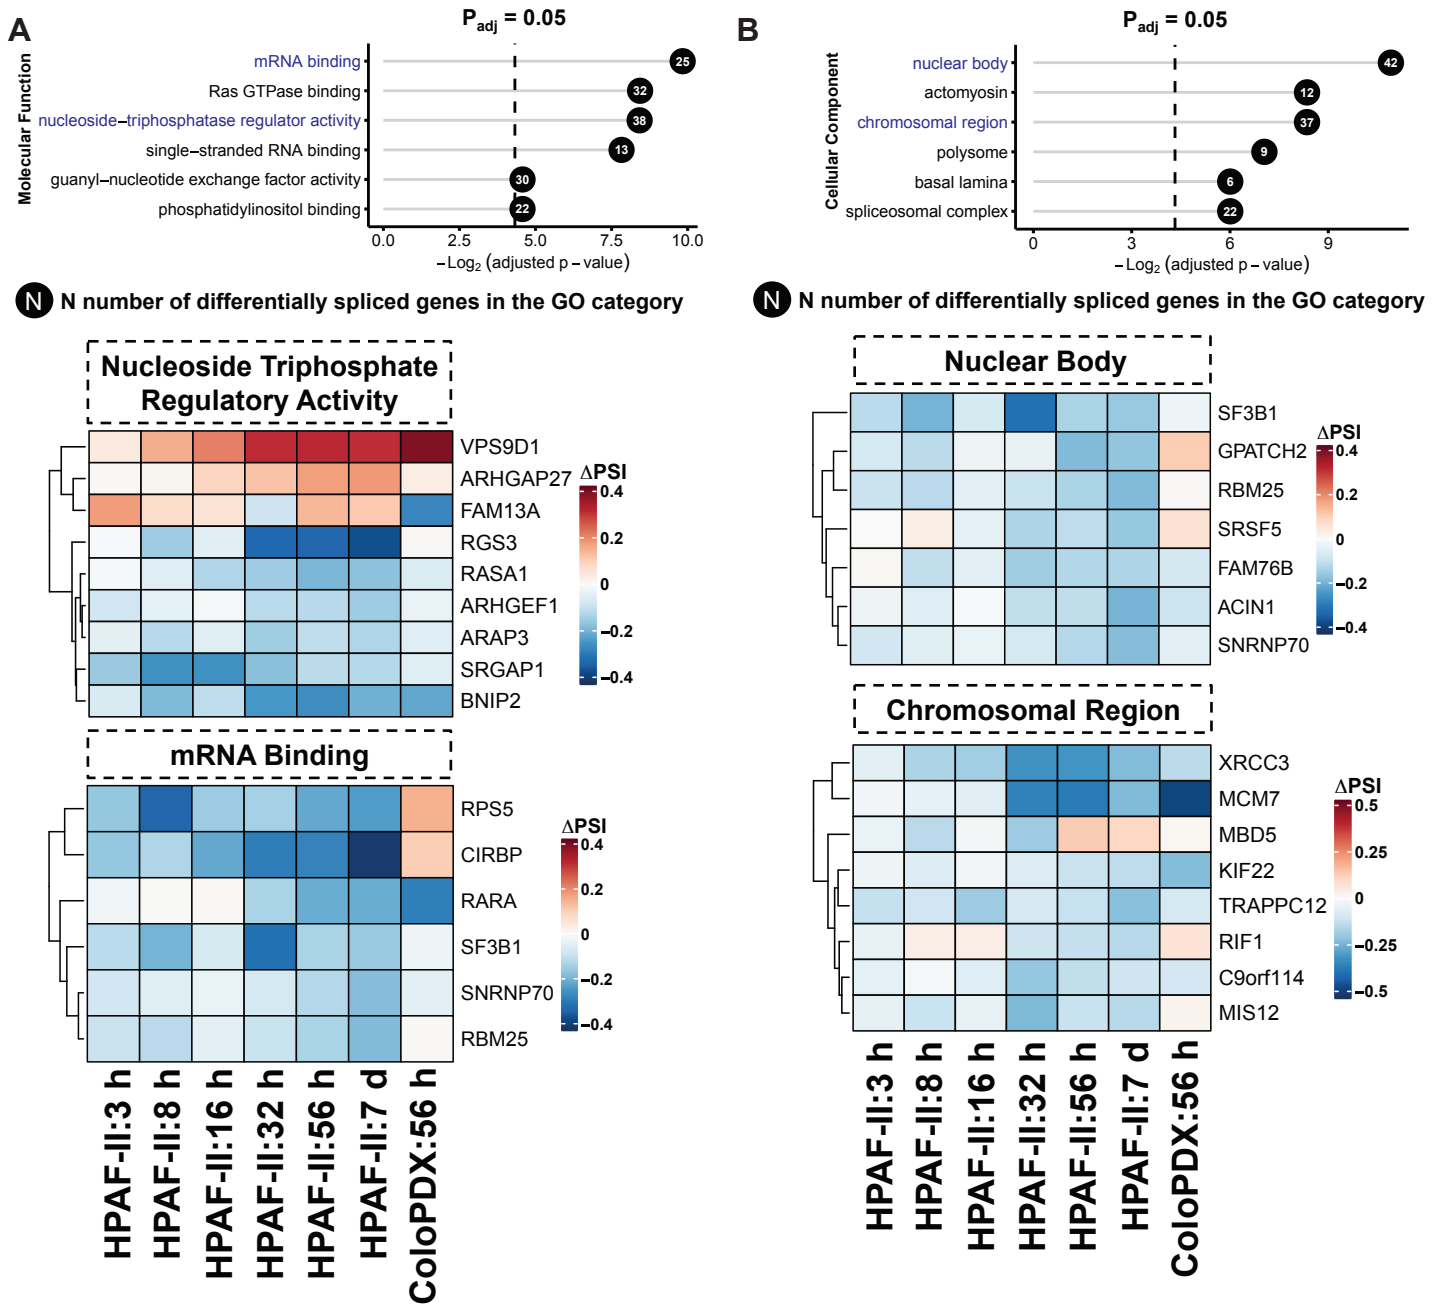 A
P_adj = 0.05
Molecular Function
mRNA binding
25
Ras GTPase binding
32
nucleoside−triphosphatase regulator activity
38
single−stranded RNA binding
13
guanyl−nucleotide exchange factor activity
30
phosphatidylinositol binding
22
0.0 2.5 5.0 7.5 10.0
−Log₂ (adjusted p−value)
N N number of differentially spliced genes in the GO category
Nucleoside Triphosphate
Regulatory Activity
VPS9D1
ARHGAP27
FAM13A
RGS3
RASA1
ARHGEF1
ARAP3
SRGAP1
BNIP2
ΔPSI
0.4
0.2
0
−0.2
−0.4
mRNA Binding
RPS5
CIRBP
RARA
SF3B1
SNRNP70
RBM25
ΔPSI
0.4
0.2
0
−0.2
−0.4
HPAF-II:3 h
HPAF-II:8 h
HPAF-II:16 h
HPAF-II:32 h
HPAF-II:56 h
HPAF-II:7 d
ColoPDX:56 h
B
P_adj = 0.05
Cellular Component
nuclear body
42
actomyosin
12
chromosomal region
37
polysome
9
basal lamina
6
spliceosomal complex
22
0 3 6 9
−Log₂ (adjusted p−value)
N N number of differentially spliced genes in the GO category
Nuclear Body
SF3B1
GPATCH2
RBM25
SRSF5
FAM76B
ACIN1
SNRNP70
ΔPSI
0.4
0.2
0
−0.2
−0.4
Chromosomal Region
XRCC3
MCM7
MBD5
KIF22
TRAPPC12
RIF1
C9orf114
MIS12
ΔPSI
0.5
0.25
0
−0.25
−0.5
HPAF-II:3 h
HPAF-II:8 h
HPAF-II:16 h
HPAF-II:32 h
HPAF-II:56 h
HPAF-II:7 d
ColoPDX:56 h